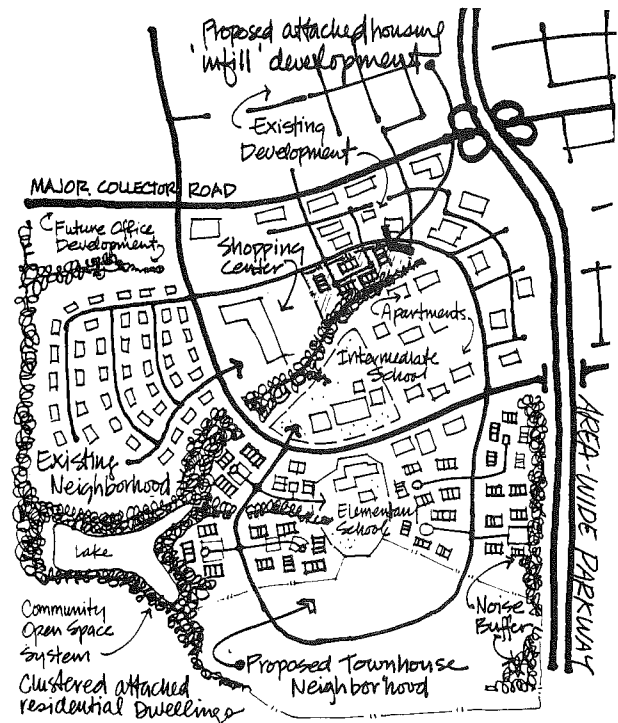 Proposed attached housing
'infill' development
Existing
Development
MAJOR COLLECTOR ROAD
Future Office
Development
Shopping
Center
Apartments
Intermediate
School
Existing
Neighborhood
Elementary
School
AREA-WIDE PARKWAY
Lake
Community
Open Space
System
Noise
Buffer
Proposed Townhouse
Neighborhood
Clustered attached
residential Dwellings